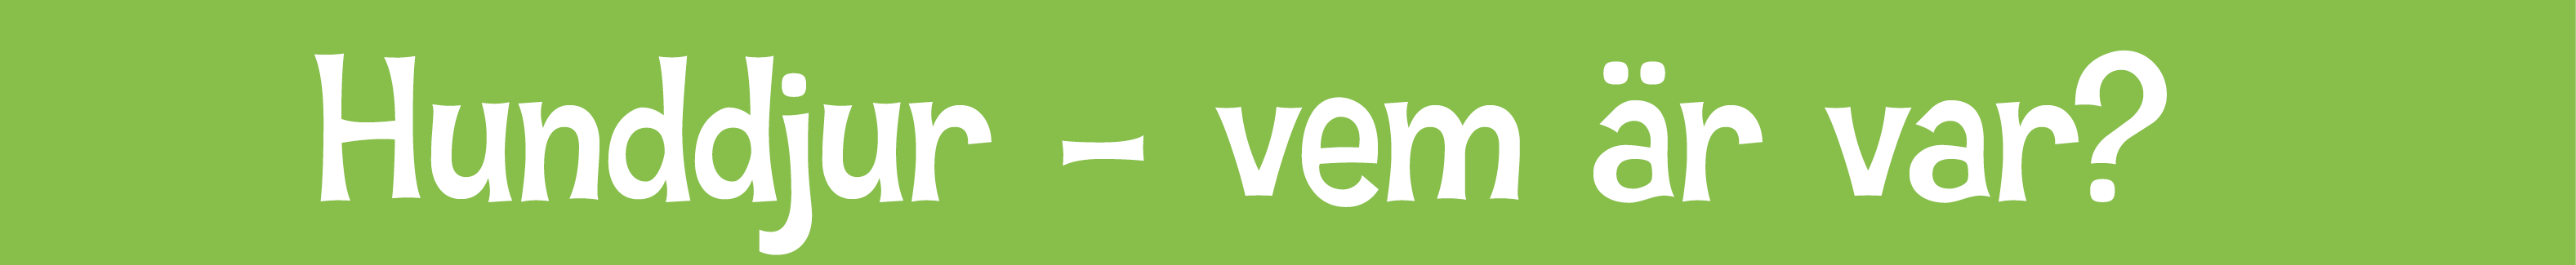 Hunddjur – vem är var?